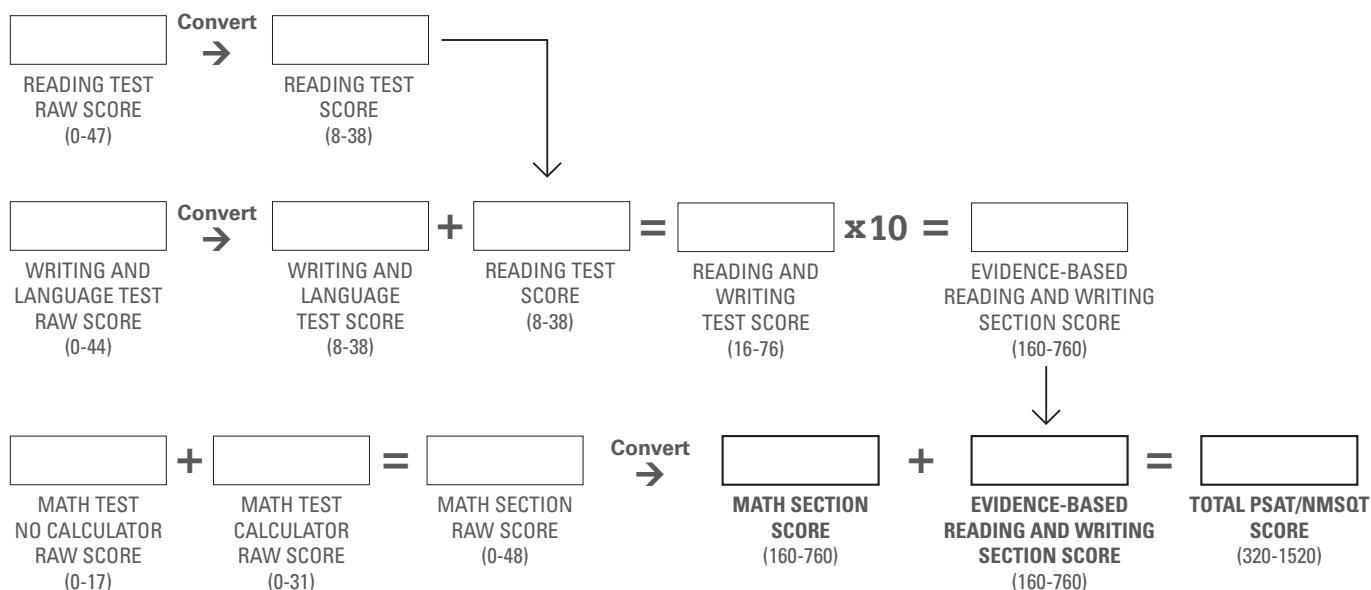 Convert
→
READING TEST
RAW SCORE
(0-47)
READING TEST
SCORE
(8-38)
Convert
→
+
=
x10 =
WRITING AND
LANGUAGE TEST
RAW SCORE
(0-44)
WRITING AND
LANGUAGE
TEST SCORE
(8-38)
READING TEST
SCORE
(8-38)
READING AND
WRITING
TEST SCORE
(16-76)
EVIDENCE-BASED
READING AND WRITING
SECTION SCORE
(160-760)
+
=
Convert
→
+
=
MATH TEST
NO CALCULATOR
RAW SCORE
(0-17)
MATH TEST
CALCULATOR
RAW SCORE
(0-31)
MATH SECTION
RAW SCORE
(0-48)
MATH SECTION
SCORE
(160-760)
EVIDENCE-BASED
READING AND WRITING
SECTION SCORE
(160-760)
TOTAL PSAT/NMSQT
SCORE
(320-1520)